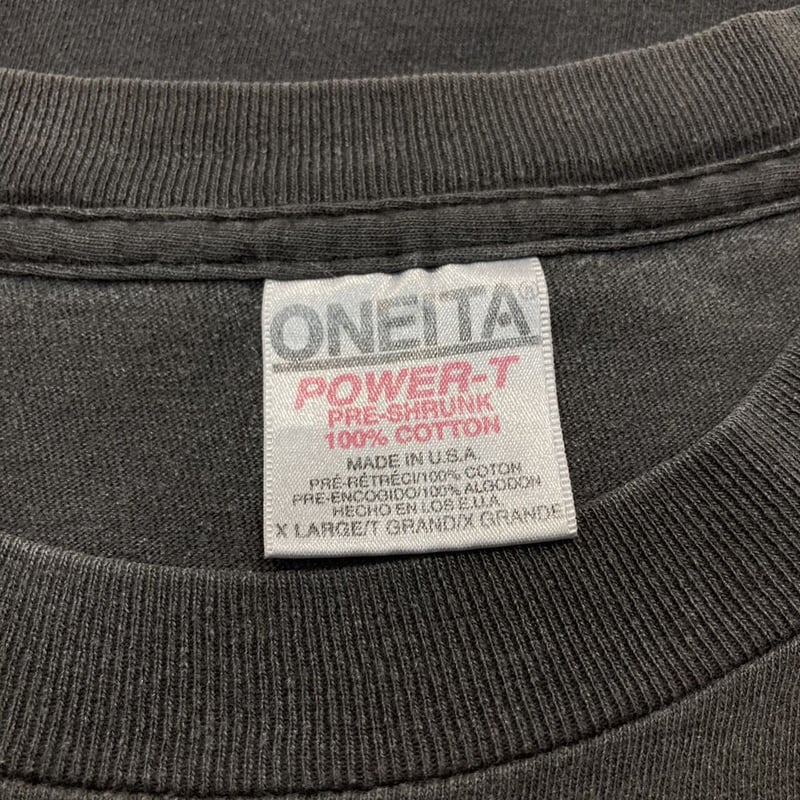 ONEITA®
POWER-T
PRE-SHRUNK
100% COTTON
MADE IN U.S.A.
PRÉ-RÉTRÉCI/100% COTON
PRE-ENCOGIDO/100% ALGODON
HECHO EN LOS E.U.A.
X LARGE/T GRAND/X GRANDE